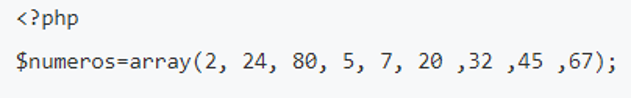 <?php
$numeros=array(2, 24, 80, 5, 7, 20 ,32 ,45 ,67);